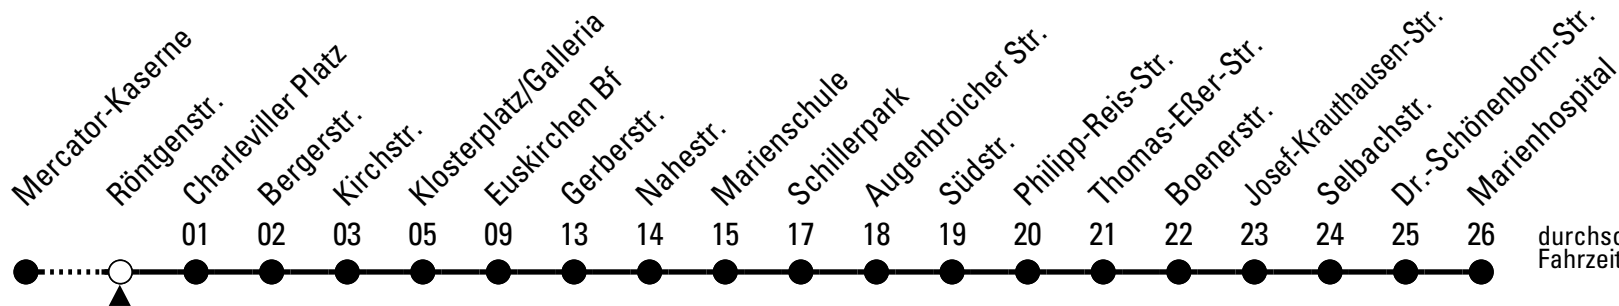 Mercator-Kaserne
Röntgenstr.
Charleviller Platz
Bergerstr.
Kirchstr.
Klosterplatz/Galleria
Euskirchen Bf
Gerberstr.
Nahestr.
Marienschule
Schillerpark
Augenbroicher Str.
Südstr.
Philipp-Reis-Str.
Thomas-Eßer-Str.
Boenerstr.
Josef-Krauthausen-Str.
Selbachstr.
Dr.-Schönenborn-Str.
Marienhospital
01 02 03 05 09 13 14 15 17 18 19 20 21 22 23 24 25 26
Fahrzeit